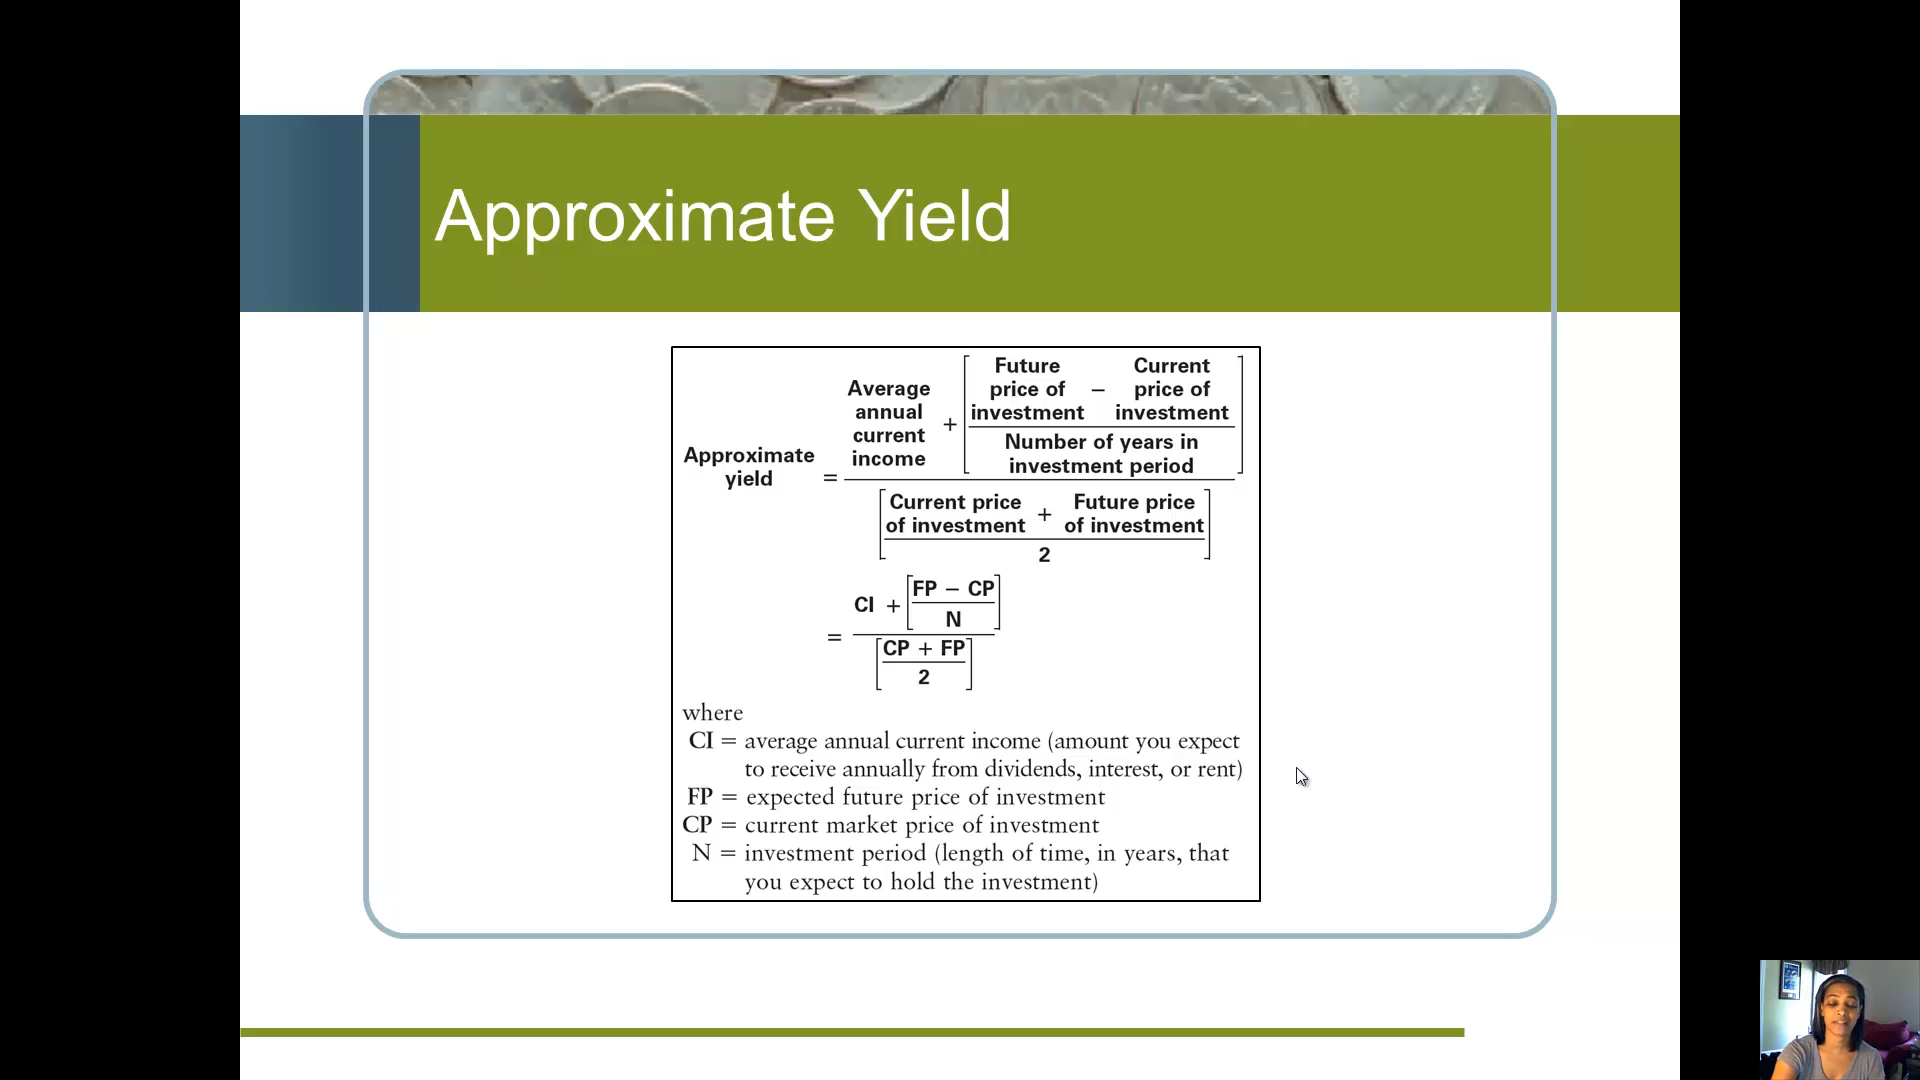 Approximate Yield
Approximate
yield
=
Average
annual
current
income
+
Future
price of
investment
−
Current
price of
investment
Number of years in
investment period
Current price
of investment
+
Future price
of investment
2
=
CI +
FP − CP
N
CP + FP
2
where
CI = average annual current income (amount you expect
to receive annually from dividends, interest, or rent)
FP = expected future price of investment
CP = current market price of investment
N = investment period (length of time, in years, that
you expect to hold the investment)